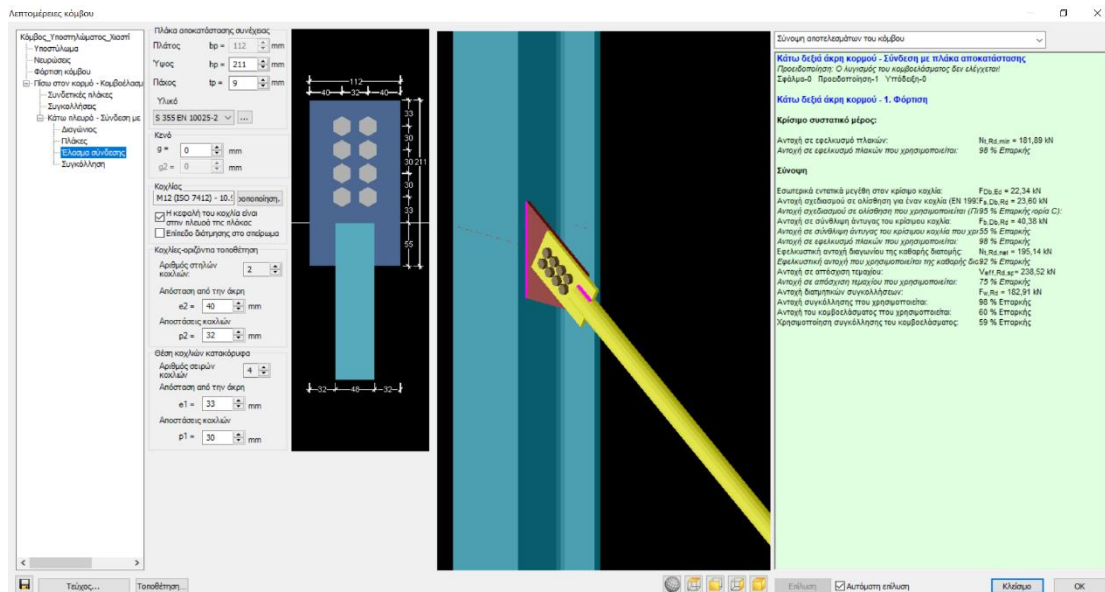 Λεπτομέρειες κόμβου
Κόμβος_Υποστηλώματος_Χιαστί
Υποστύλωμα
Νευρώσεις
Φόρτιση κόμβου
Πίσω στον κορμό - Κομβοέλασμ
Συνδετικές πλάκες
Συγκολλήσεις
Κάτω πλευρά - Σύνδεση με
Διαγώνιος
Πλάκες
Έλασμα σύνδεσης
Συγκόλληση
Πλάκα αποκατάστασης συνέχειας
Πλάτος bp = 112 mm
Ύψος hp = 211 mm
Πάχος tp = 9 mm
Υλικό
S 355 EN 10025-2 ...
Κενό
g = 0 mm
g2 = 0 mm
Κοχλίας
M12 (ISO 7412) - 10.9 τροποποίηση..
Η κεφαλή του κοχλία είναι
στην πλευρά της πλάκας
Επίπεδο διάτμησης στο σπείρωμα
Κοχλίες-οριζόντια τοποθέτηση
Αριθμός στηλών
κοχλιών: 2
Απόσταση από την άκρη
e2 = 40 mm
Αποστάσεις κοχλιών
p2 = 32 mm
Θέση κοχλιών κατακόρυφα
Αριθμός σειρών
κοχλιών 4
Απόσταση από την άκρη
e1 = 33 mm
Αποστάσεις κοχλιών
p1 = 30 mm
112
40 32 40
33
30
30 211
30
33
55
32 48 32
Σύνοψη αποτελεσμάτων του κόμβου
Κάτω δεξιά άκρη κορμού - Σύνδεση με πλάκα αποκατάστασης
Προειδοποίηση: Ο λυγισμός του κομβοελάσματος δεν ελέγχεται!
Σφάλμα-0 Προειδοποίηση-1 Υπόδειξη-0
Κάτω δεξιά άκρη κορμού - 1. Φόρτιση
Κρίσιμο συστατικό μέρος:
Αντοχή σε εφελκυσμό πλακών: Nt,Rd,min = 181,89 kN
Αντοχή σε εφελκυσμό πλακών που χρησιμοποιείται: 98 % Επαρκής
Σύνοψη
Εσωτερικά εντατικά μεγέθη στον κρίσιμο κοχλία: FDb,Ed = 22,34 kN
Αντοχή σχεδιασμού σε ολίσθηση για έναν κοχλία (EN 1993 Fs,Db,Rd = 23,60 kN
Αντοχή σχεδιασμού σε ολίσθηση που χρησιμοποιείται (Πί 95 % Επαρκής
Αντοχή σε σύνθλιψη άντυγας του κρίσιμου κοχλία: Fb,Db,Rd = 40,38 kN
Αντοχή σε σύνθλιψη άντυγας του κρίσιμου κοχλία που χρι 55 % Επαρκής
Αντοχή σε εφελκυσμό πλακών που χρησιμοποιείται: 98 % Επαρκής
Εφελκυστική αντοχή διαγωνίου της καθαρής διατομής: Nt,Rd,net = 195,14 kN
Εφελκυστική αντοχή που χρησιμοποιείται της καθαρής δια 92 % Επαρκής
Αντοχή σε απόσχιση τεμαχίου: Veff,Rd,sz = 238,52 kN
Αντοχή σε απόσχιση τεμαχίου που χρησιμοποιείται: 75 % Επαρκής
Αντοχή διατμητικών συγκολλήσεων: Fw,Rd = 182,91 kN
Αντοχή συγκόλλησης που χρησιμοποιείται: 98 % Επαρκής
Αντοχή του κομβοελάσματος που χρησιμοποιείται: 60 % Επαρκής
Χρησιμοποίηση συγκόλλησης του κομβοελάσματος: 59 % Επαρκής
Τεύχος... Τοποθέτηση...
Επίλυση Αυτόματη επίλυση Κλείσιμο OK